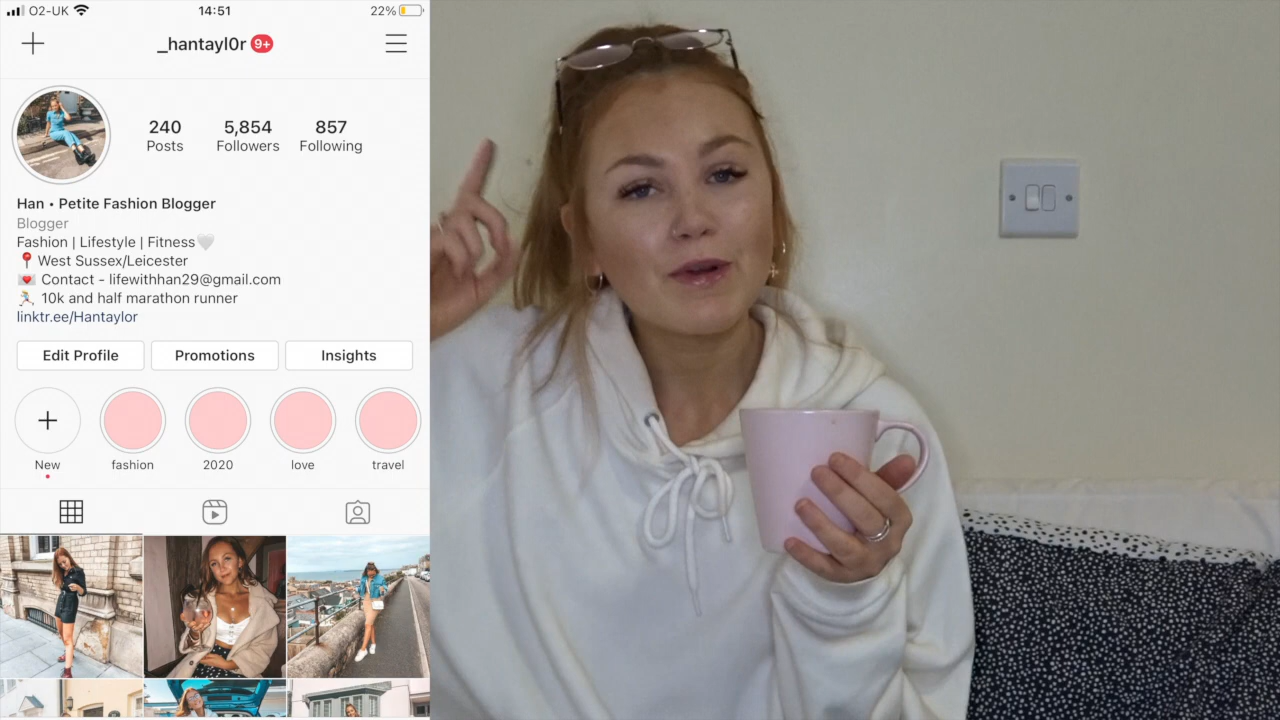 O2-UK 14:51 22%
_hantayl0r 9+
240 5,854 857
Posts Followers Following
Han • Petite Fashion Blogger
Blogger
Fashion | Lifestyle | Fitness🤍
📍 West Sussex/Leicester
💌 Contact - lifewithhan29@gmail.com
🏃🏼‍♀️ 10k and half marathon runner
linktr.ee/Hantaylor
Edit Profile Promotions Insights
New fashion 2020 love travel